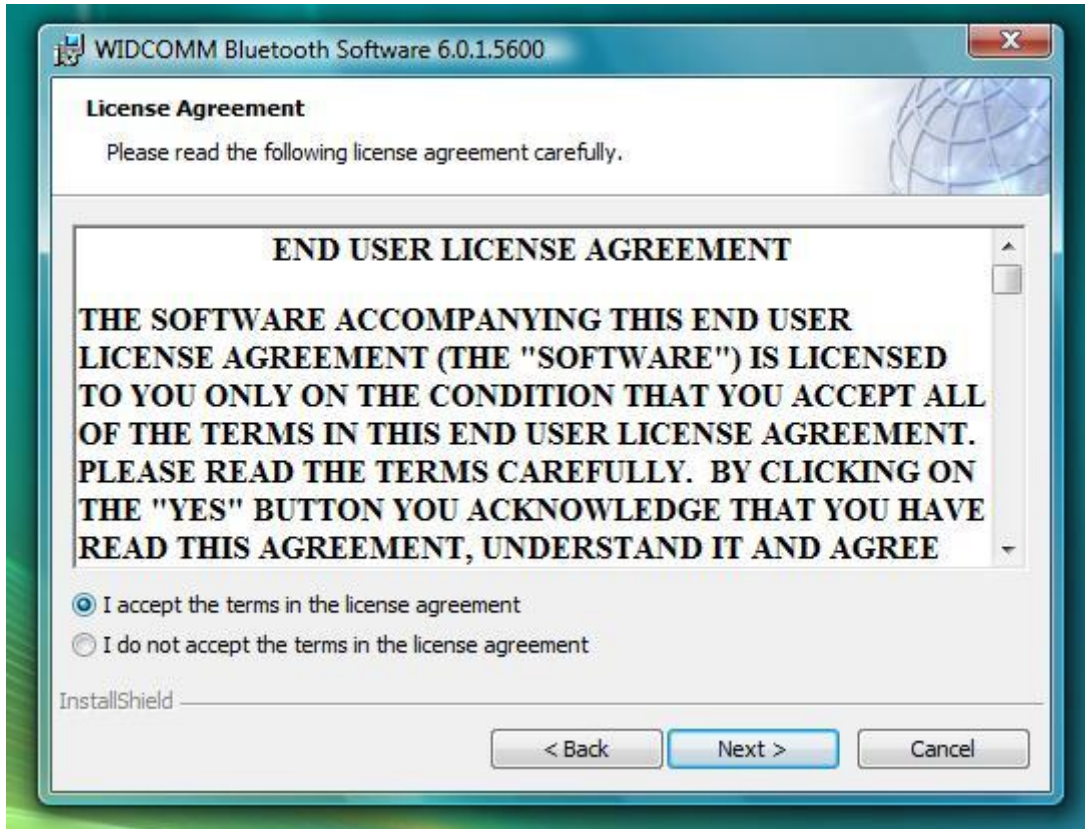 WIDCOMM Bluetooth Software 6.0.1.5600
License Agreement
Please read the following license agreement carefully.
END USER LICENSE AGREEMENT
THE SOFTWARE ACCOMPANYING THIS END USER
LICENSE AGREEMENT (THE "SOFTWARE") IS LICENSED
TO YOU ONLY ON THE CONDITION THAT YOU ACCEPT ALL
OF THE TERMS IN THIS END USER LICENSE AGREEMENT.
PLEASE READ THE TERMS CAREFULLY.  BY CLICKING ON
THE "YES" BUTTON YOU ACKNOWLEDGE THAT YOU HAVE
READ THIS AGREEMENT, UNDERSTAND IT AND AGREE
I accept the terms in the license agreement
I do not accept the terms in the license agreement
InstallShield
< Back Next > Cancel